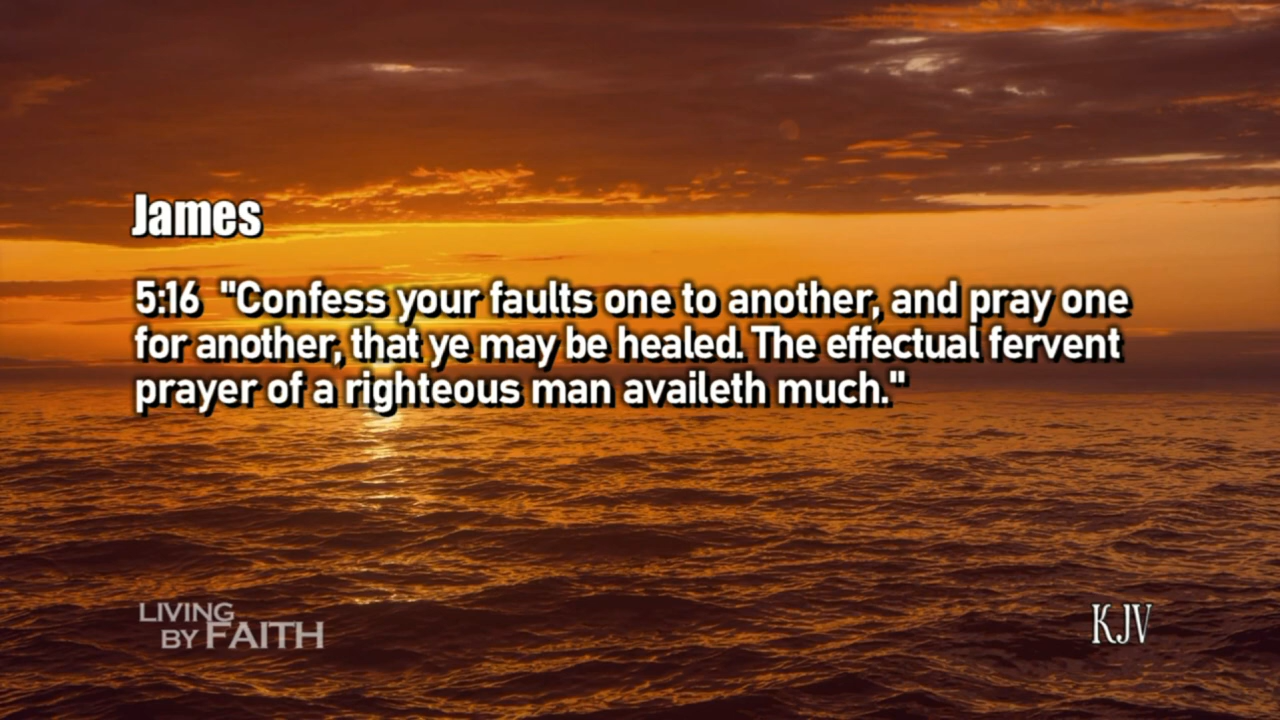 James
5:16 "Confess your faults one to another, and pray one
for another, that ye may be healed. The effectual fervent
prayer of a righteous man availeth much."
LIVING
BY FAITH
KJV